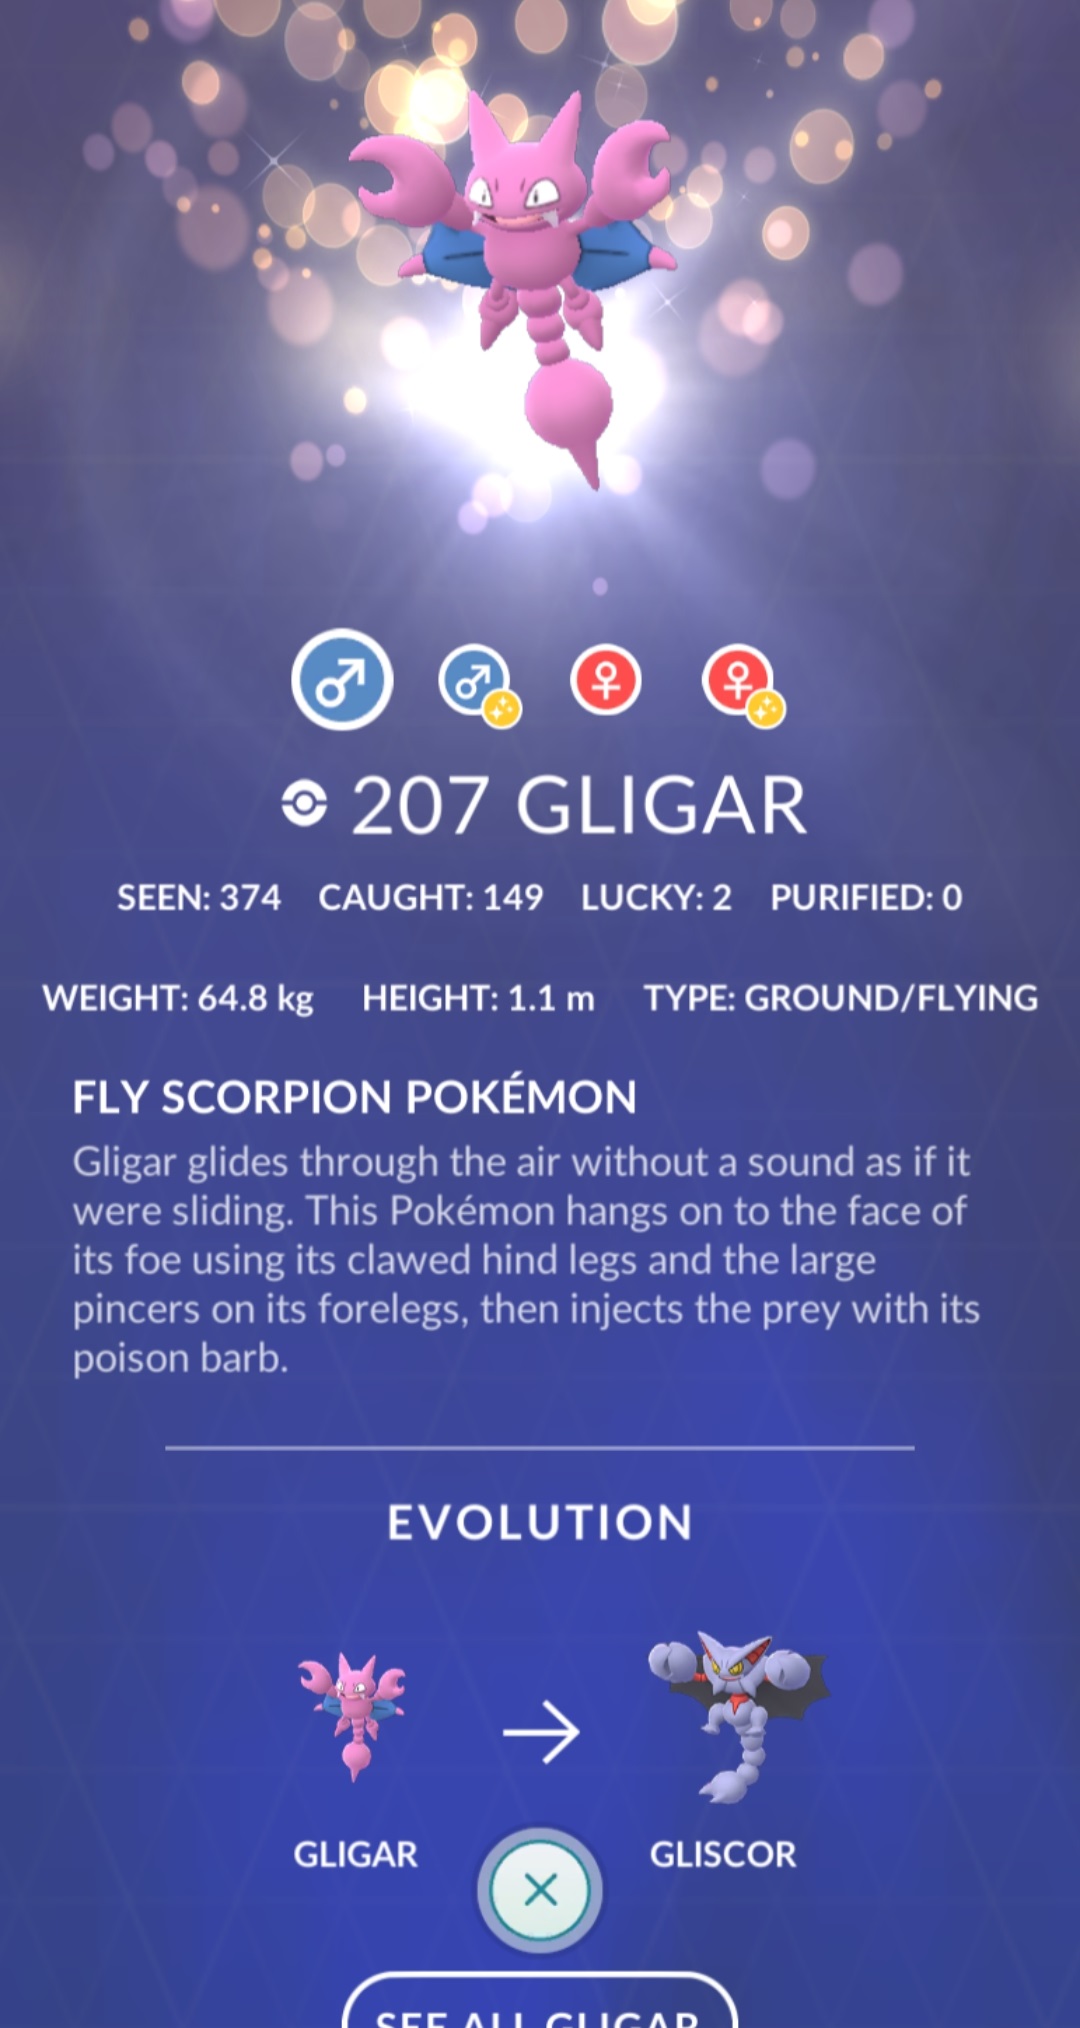 207 GLIGAR
SEEN: 374 CAUGHT: 149 LUCKY: 2 PURIFIED: 0
WEIGHT: 64.8 kg HEIGHT: 1.1 m TYPE: GROUND/FLYING
FLY SCORPION POKÉMON
Gligar glides through the air without a sound as if it
were sliding. This Pokémon hangs on to the face of
its foe using its clawed hind legs and the large
pincers on its forelegs, then injects the prey with its
poison barb.
EVOLUTION
GLIGAR GLISCOR
SEE ALL GLIGAR